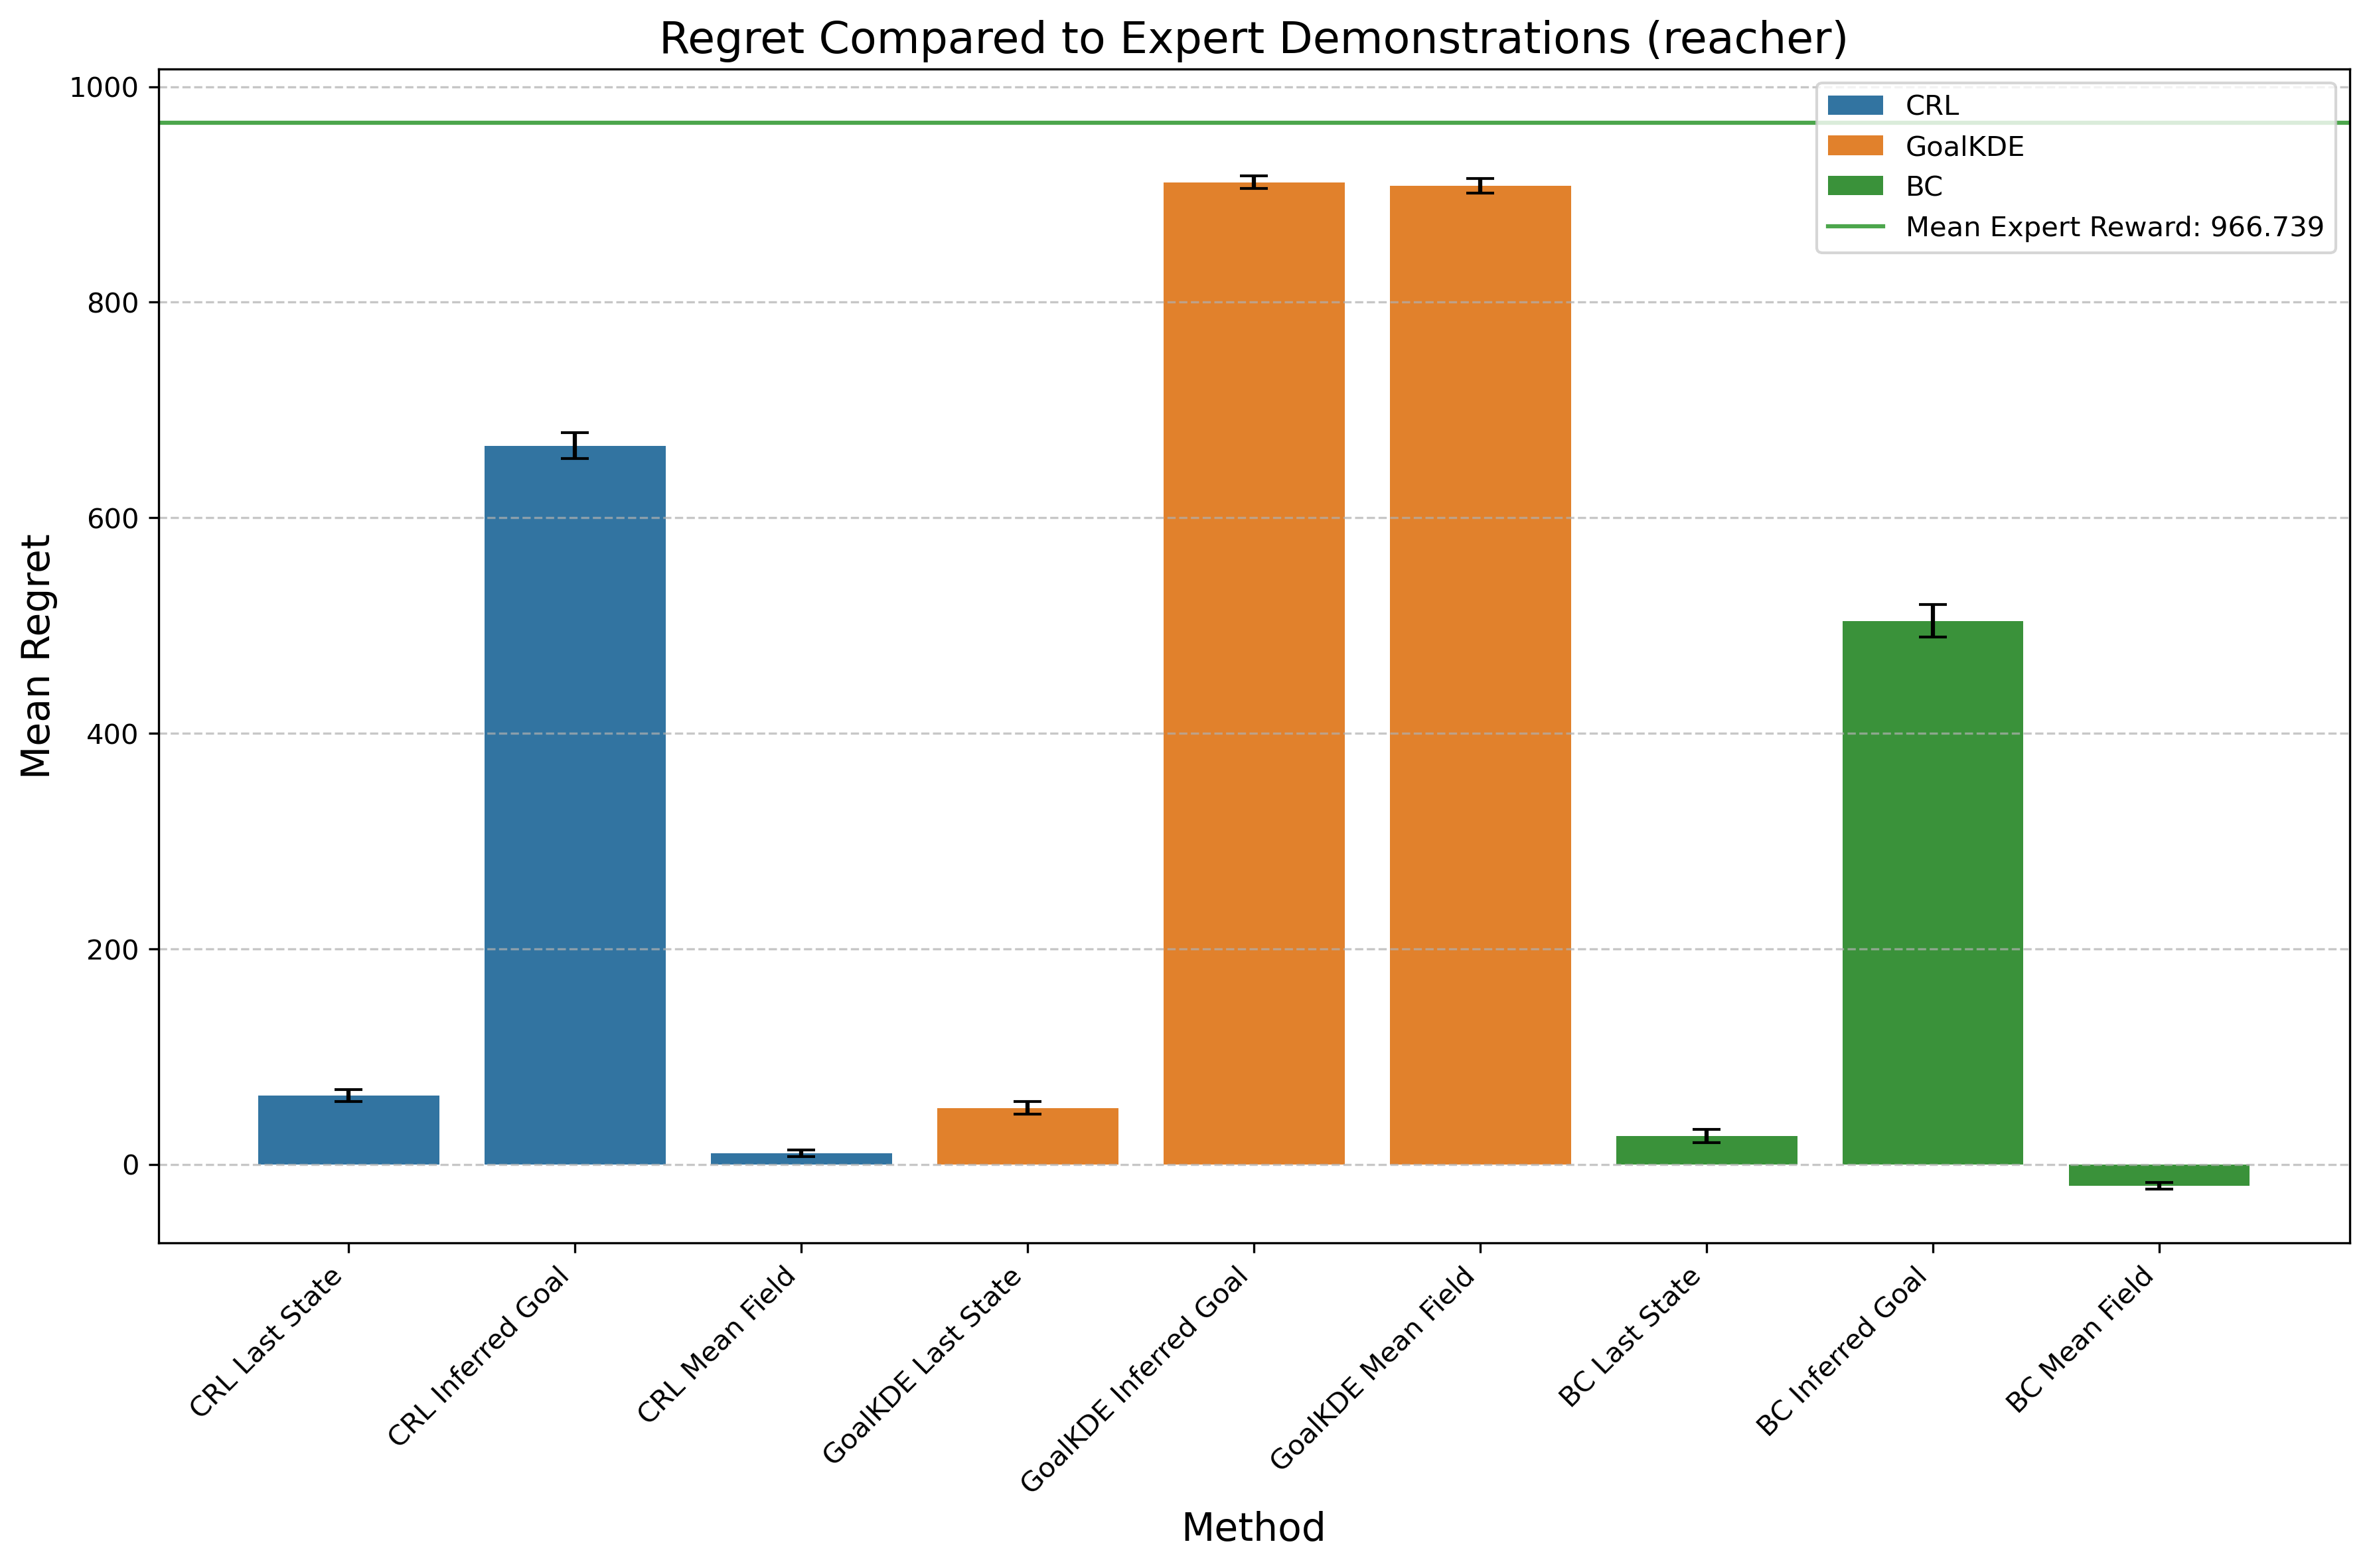 Regret Compared to Expert Demonstrations (reacher)
1000
800
600
400
200
0
Mean Regret
CRL
GoalKDE
BC
Mean Expert Reward: 966.739
CRL Last State
CRL Inferred Goal
CRL Mean Field
GoalKDE Last State
GoalKDE Inferred Goal
GoalKDE Mean Field
BC Last State
BC Inferred Goal
BC Mean Field
Method